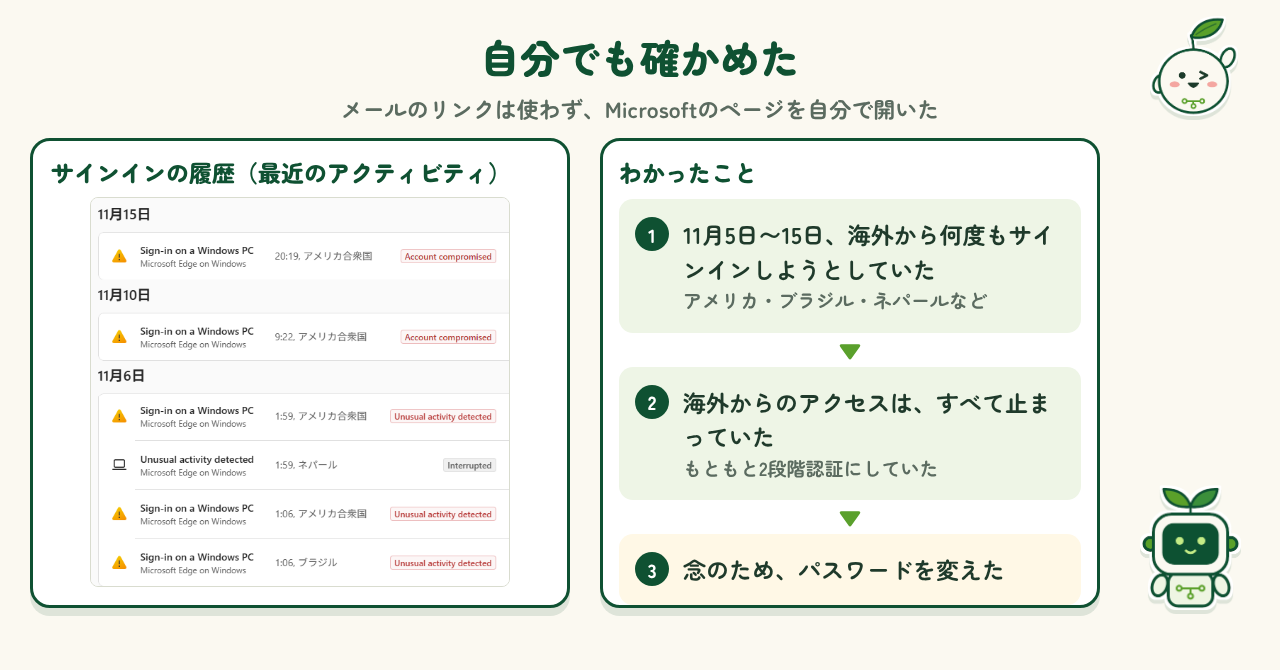 自分でも確かめた
メールのリンクは使わず、Microsoftのページを自分で開いた
サインインの履歴（最近のアクティビティ）
11月15日
Sign-in on a Windows PC
Microsoft Edge on Windows
20:19, アメリカ合衆国
Account compromised
11月10日
Sign-in on a Windows PC
Microsoft Edge on Windows
9:22, アメリカ合衆国
Account compromised
11月6日
Sign-in on a Windows PC
Microsoft Edge on Windows
1:59, アメリカ合衆国
Unusual activity detected
Unusual activity detected
Microsoft Edge on Windows
1:59, ネパール
Interrupted
Sign-in on a Windows PC
Microsoft Edge on Windows
1:06, アメリカ合衆国
Unusual activity detected
Sign-in on a Windows PC
Microsoft Edge on Windows
1:06, ブラジル
Unusual activity detected
わかったこと
1
11月5日〜15日、海外から何度もサイ
ンインしようとしていた
アメリカ・ブラジル・ネパールなど
2
海外からのアクセスは、すべて止ま
っていた
もともと2段階認証にしていた
3
念のため、パスワードを変えた